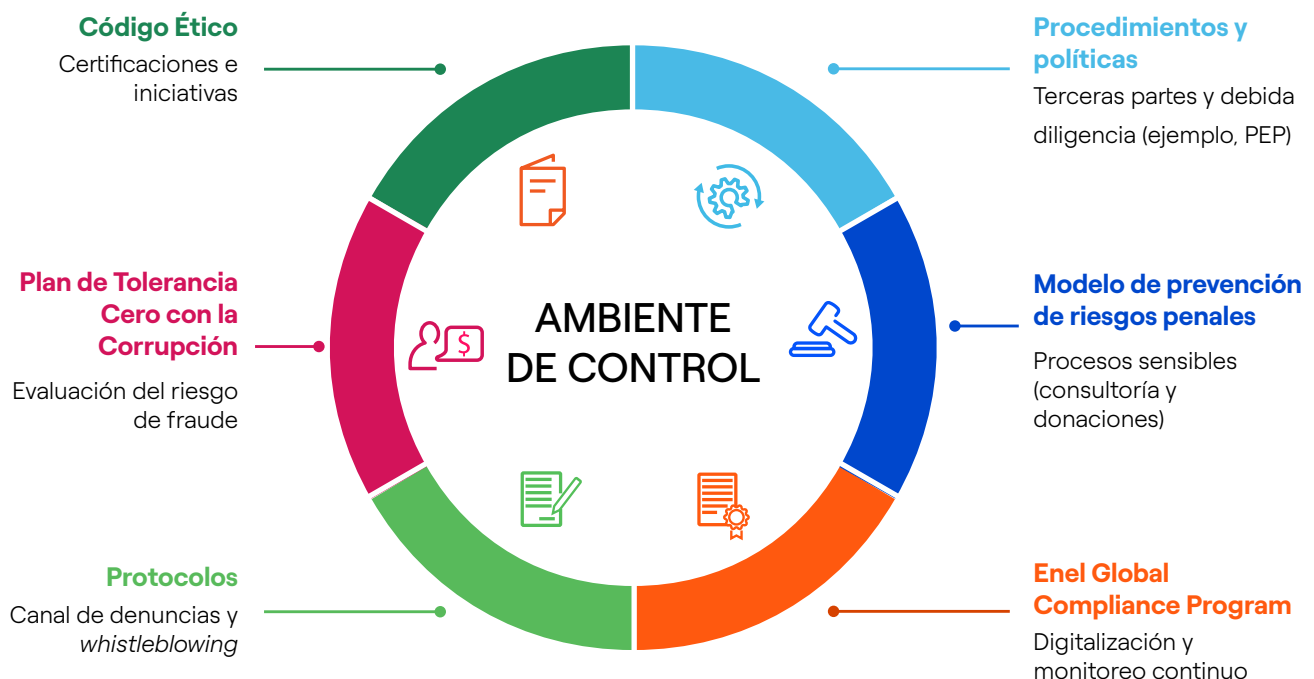 Código Ético
Certificaciones e
iniciativas
Procedimientos y
políticas
Terceras partes y debida
diligencia (ejemplo, PEP)
Plan de Tolerancia
Cero con la
Corrupción
Evaluación del riesgo
de fraude
$
AMBIENTE
DE CONTROL
Modelo de prevención
de riesgos penales
Procesos sensibles
(consultoría y
donaciones)
Protocolos
Canal de denuncias y
whistleblowing
Enel Global
Compliance Program
Digitalización y
monitoreo continuo